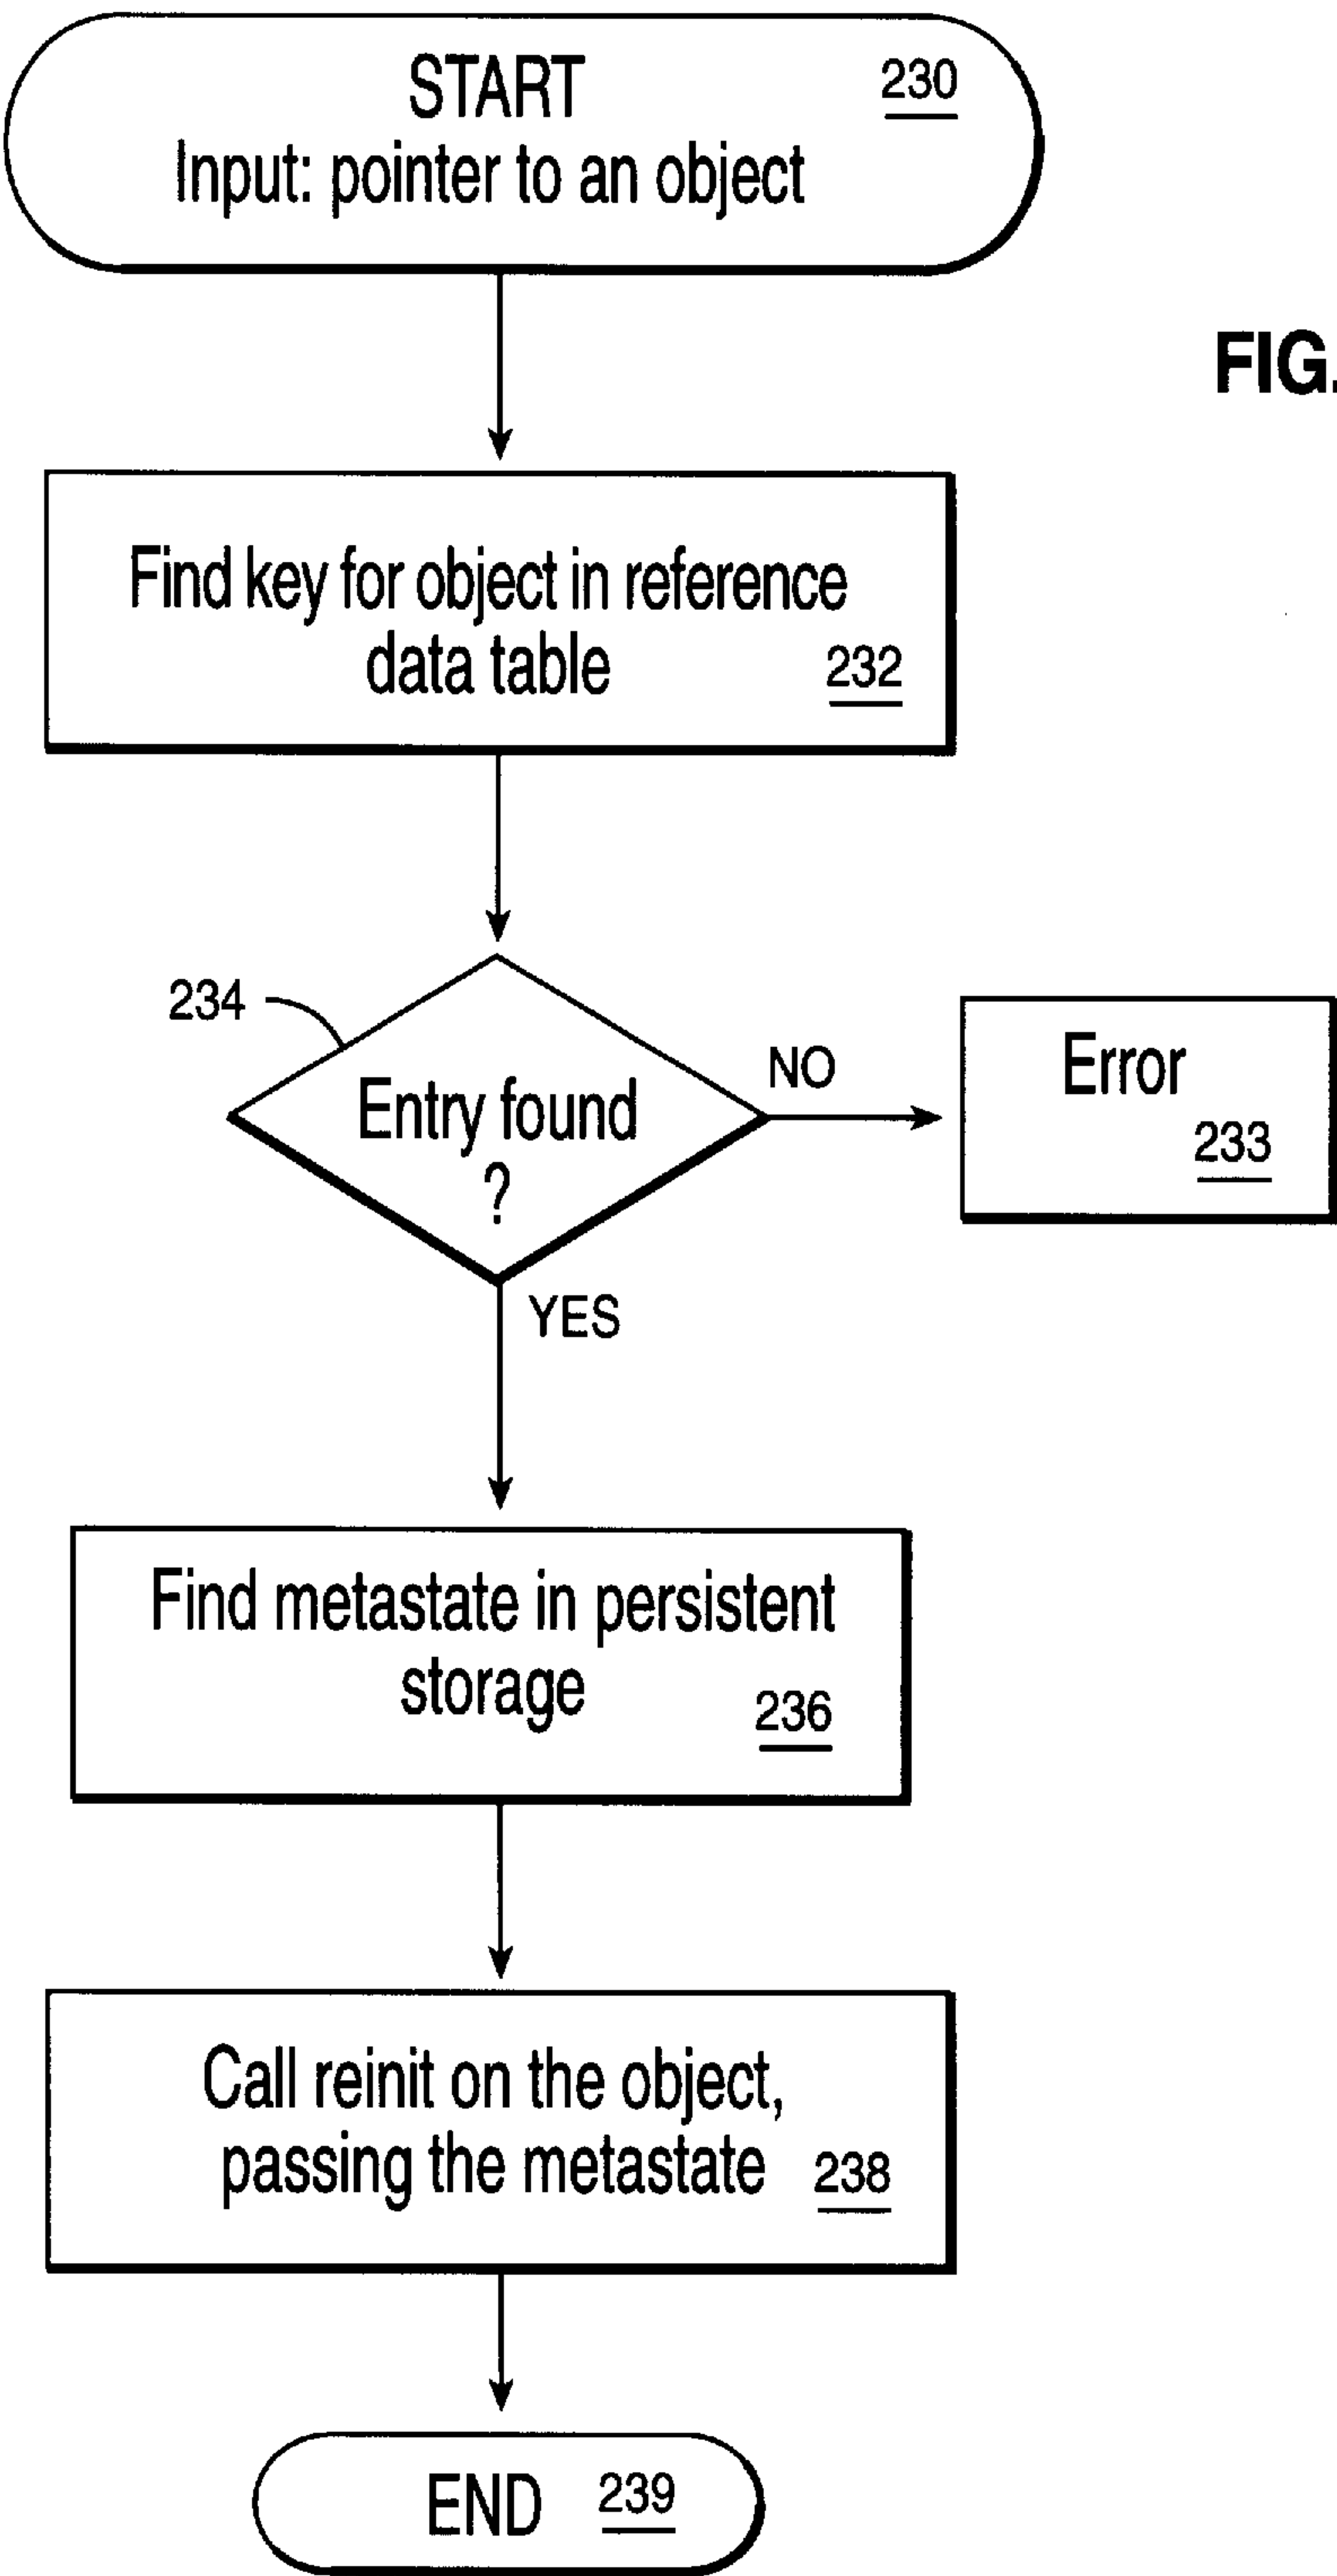 START 230
Input: pointer to an object
FIG.
Find key for object in reference
data table 232
234
Entry found
?
NO
Error
233
YES
Find metastate in persistent
storage 236
Call reinit on the object,
passing the metastate 238
END 239